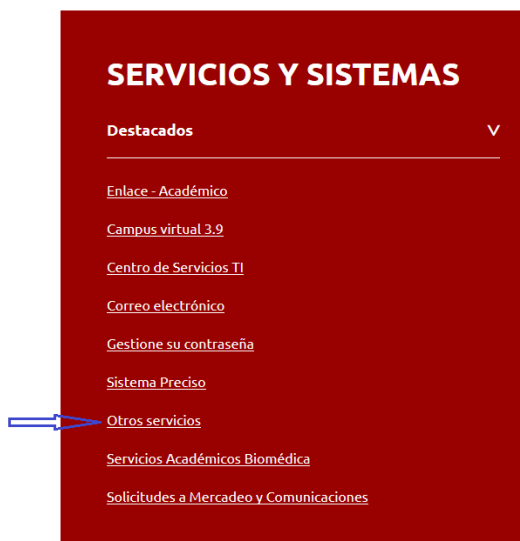 SERVICIOS Y SISTEMAS
Destacados
Enlace - Académico
Campus virtual 3.9
Centro de Servicios TI
Correo electrónico
Gestione su contraseña
Sistema Preciso
Otros servicios
Servicios Académicos Biomédica
Solicitudes a Mercadeo y Comunicaciones